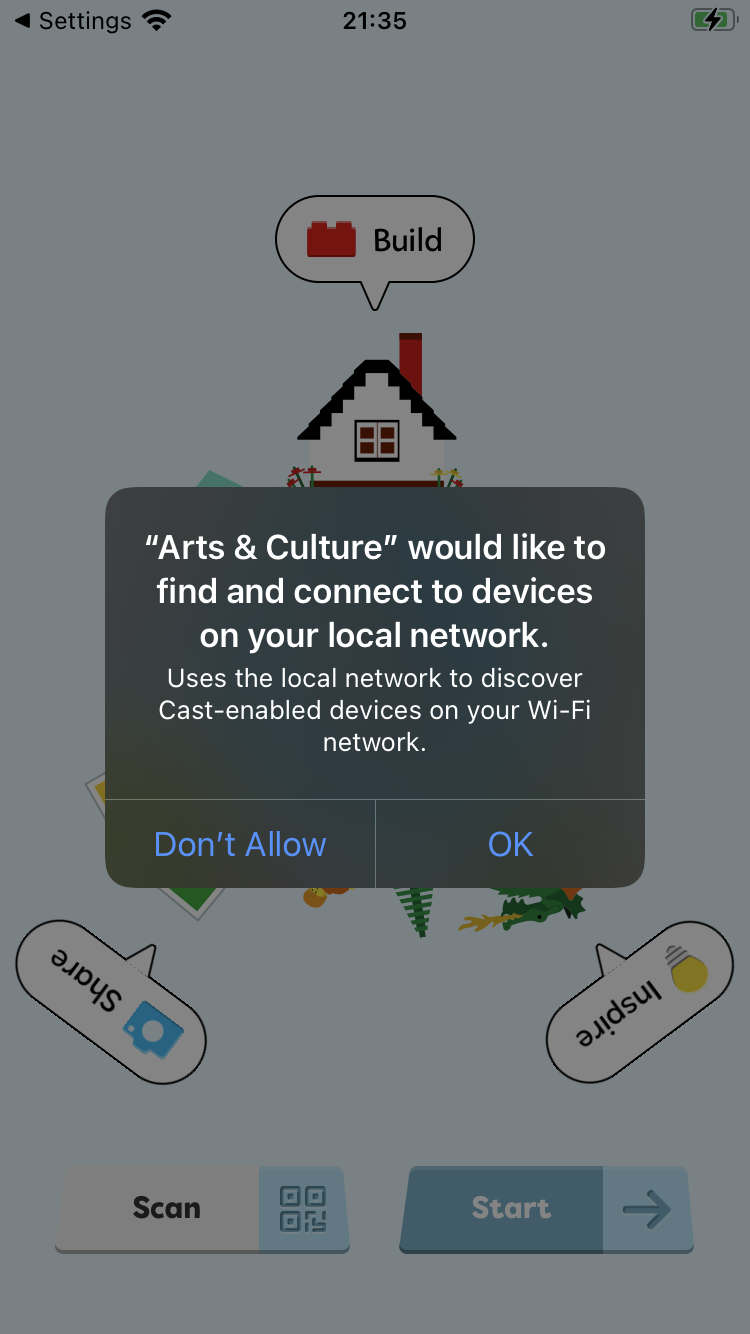 ◀ Settings 21:35
Build
“Arts & Culture” would like to
find and connect to devices
on your local network.
Uses the local network to discover
Cast-enabled devices on your Wi-Fi
network.
Don’t Allow OK
Share
Inspire
Scan
Start